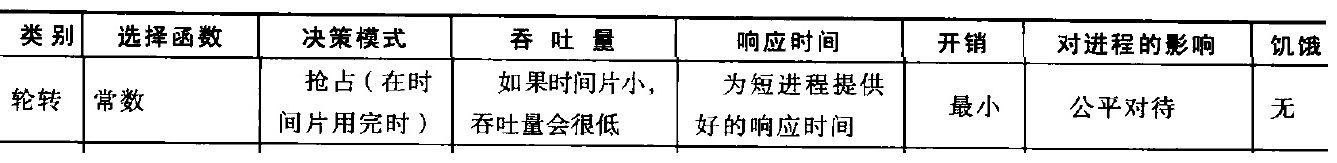 类别 选择函数 决策模式 吞吐量 响应时间 开销 对进程的影响 饥饿
轮转 常数 抢占(在时间片用完时) 如果时间片小,吞吐量会很低 为短进程提供好的响应时间 最小 公平对待 无